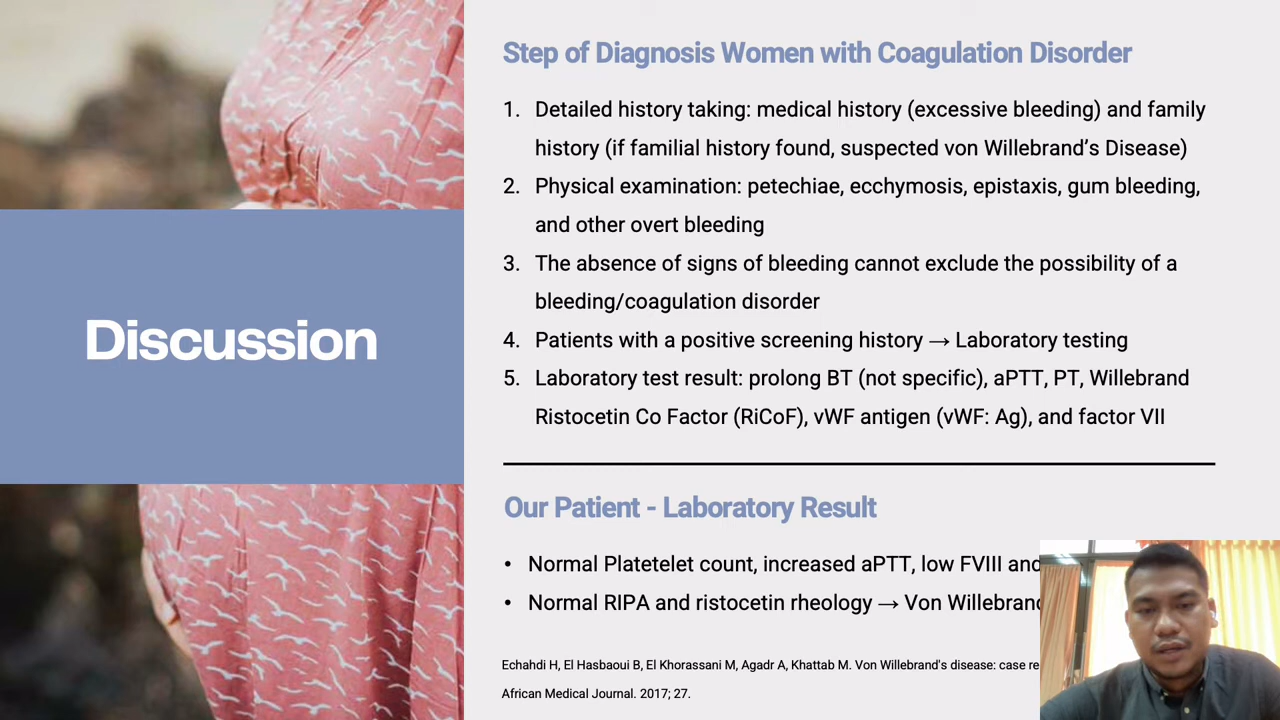 Discussion
Step of Diagnosis Women with Coagulation Disorder
1. Detailed history taking: medical history (excessive bleeding) and family
history (if familial history found, suspected von Willebrand’s Disease)
2. Physical examination: petechiae, ecchymosis, epistaxis, gum bleeding,
and other overt bleeding
3. The absence of signs of bleeding cannot exclude the possibility of a
bleeding/coagulation disorder
4. Patients with a positive screening history → Laboratory testing
5. Laboratory test result: prolong BT (not specific), aPTT, PT, Willebrand
Ristocetin Co Factor (RiCoF), vWF antigen (vWF: Ag), and factor VII
Our Patient - Laboratory Result
• Normal Platetelet count, increased aPTT, low FVIII and
• Normal RIPA and ristocetin rheology → Von Willebrand
Echahdi H, El Hasbaoui B, El Khorassani M, Agadr A, Khattab M. Von Willebrand's disease: case
African Medical Journal. 2017; 27.